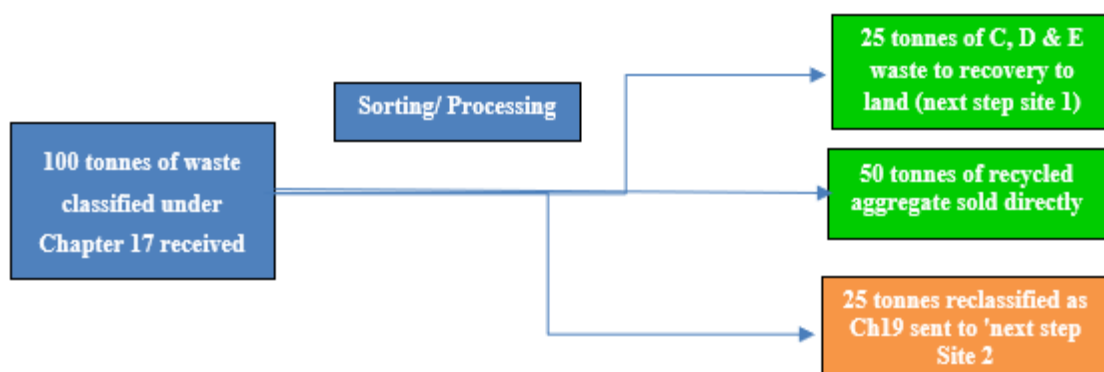 100 tonnes of waste
classified under
Chapter 17 received
Sorting/ Processing
25 tonnes of C, D & E
waste to recovery to
land (next step site 1)
50 tonnes of recycled
aggregate sold directly
25 tonnes reclassified as
Ch19 sent to 'next step
Site 2